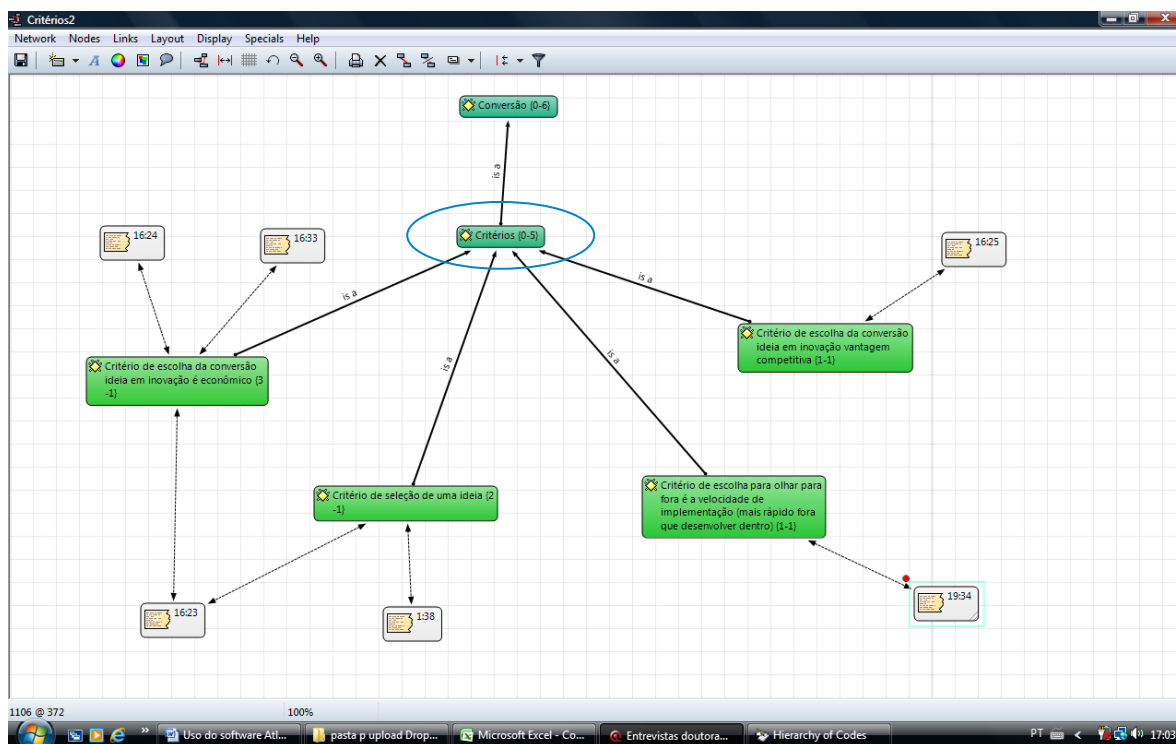 Critérios2
Network Nodes Links Layout Display Specials Help
Conversão {0-6}
is a
Critérios {0-5}
16:24
16:33
16:25
is a
is a
is a
is a
Critério de escolha da conversão
ideia em inovação vantagem
competitiva {1-1}
Critério de escolha da conversão
ideia em inovação é econômico {3
-1}
Critério de seleção de uma ideia {2
-1}
Critério de escolha para olhar para
fora é a velocidade de
implementação (mais rápido fora
que desenvolver dentro) {1-1}
16:23
1:38
19:34
1106 @ 372 100%
Uso do software Atl... pasta p upload Drop... Microsoft Excel - Co... Entrevistas doutora... Hierarchy of Codes PT 17:03